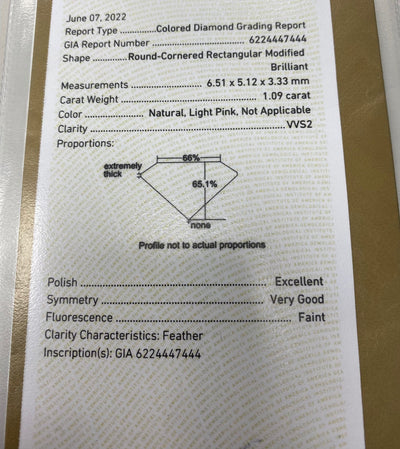 June 07, 2022
Report Type ................Colored Diamond Grading Report
GIA Report Number ................................ 6224447444
Shape .............Round-Cornered Rectangular Modified
Brilliant
Measurements ........................... 6.51 x 5.12 x 3.33 mm
Carat Weight ............................................. 1.09 carat
Color .................... Natural, Light Pink, Not Applicable
Clarity ............................................................... VVS2
Proportions:
66%
extremely
thick
65.1%
none
Profile not to actual proportions
Polish ........................................................ Excellent
Symmetry ................................................. Very Good
Fluorescence .................................................. Faint
Clarity Characteristics: Feather
Inscription(s): GIA 6224447444